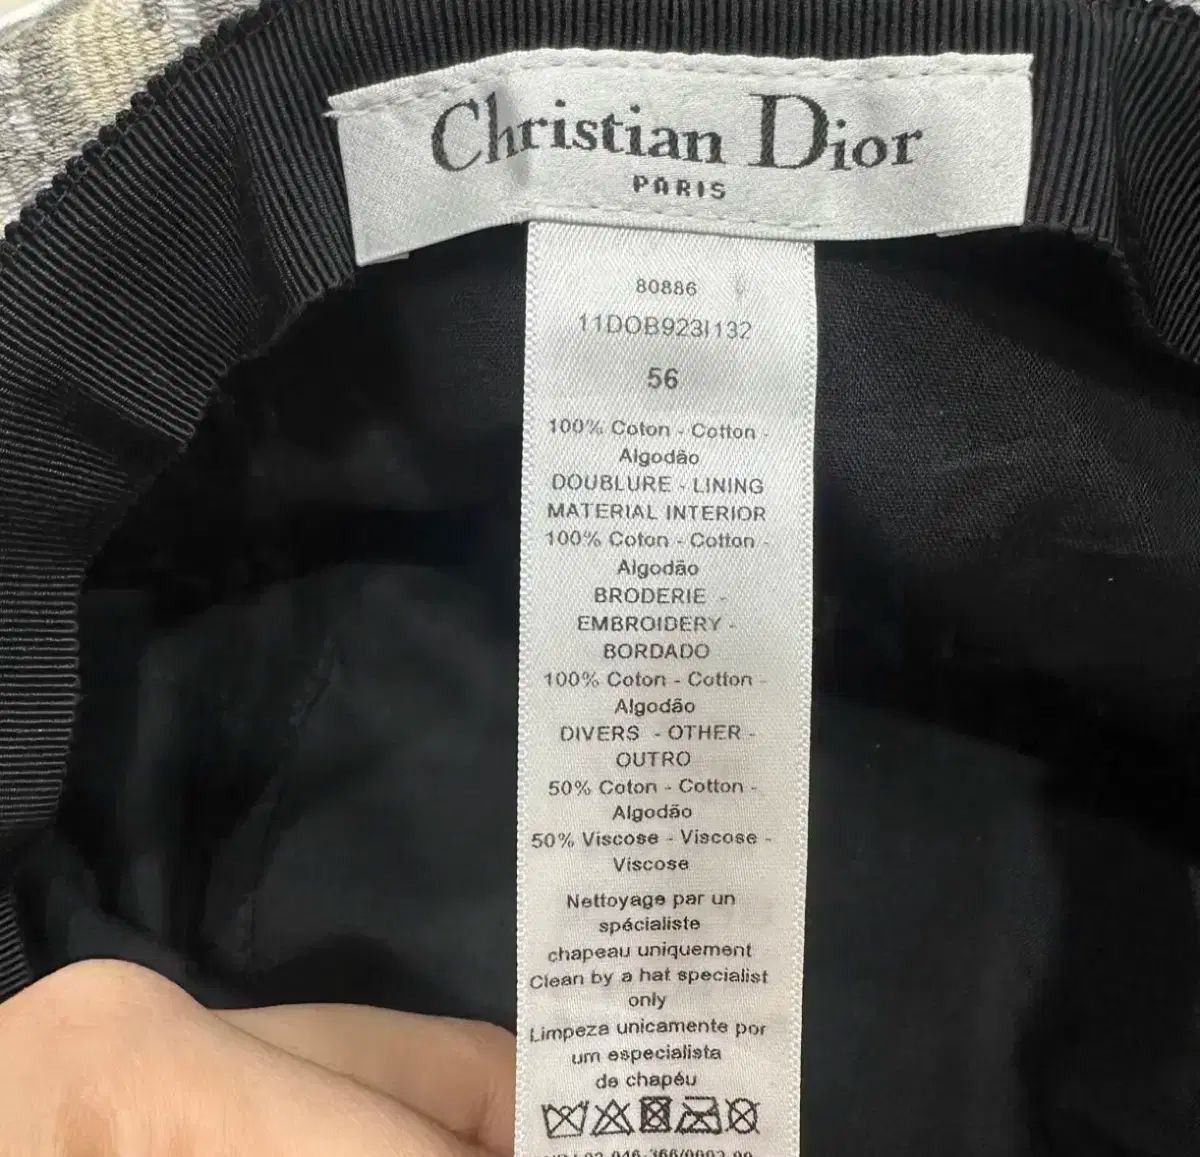 Christian Dior
PARIS
80886
11DOB923I132
56
100% Coton - Cotton -
Algodão
DOUBLURE - LINING
MATERIAL INTERIOR
100% Coton - Cotton -
Algodão
BRODERIE -
EMBROIDERY -
BORDADO
100% Coton - Cotton -
Algodão
DIVERS - OTHER -
OUTRO
50% Coton - Cotton -
Algodão
50% Viscose - Viscose -
Viscose
Nettoyage par un
spécialiste
chapeau uniquement
Clean by a hat specialist
only
Limpeza unicamente por
um especialista
de chapéu